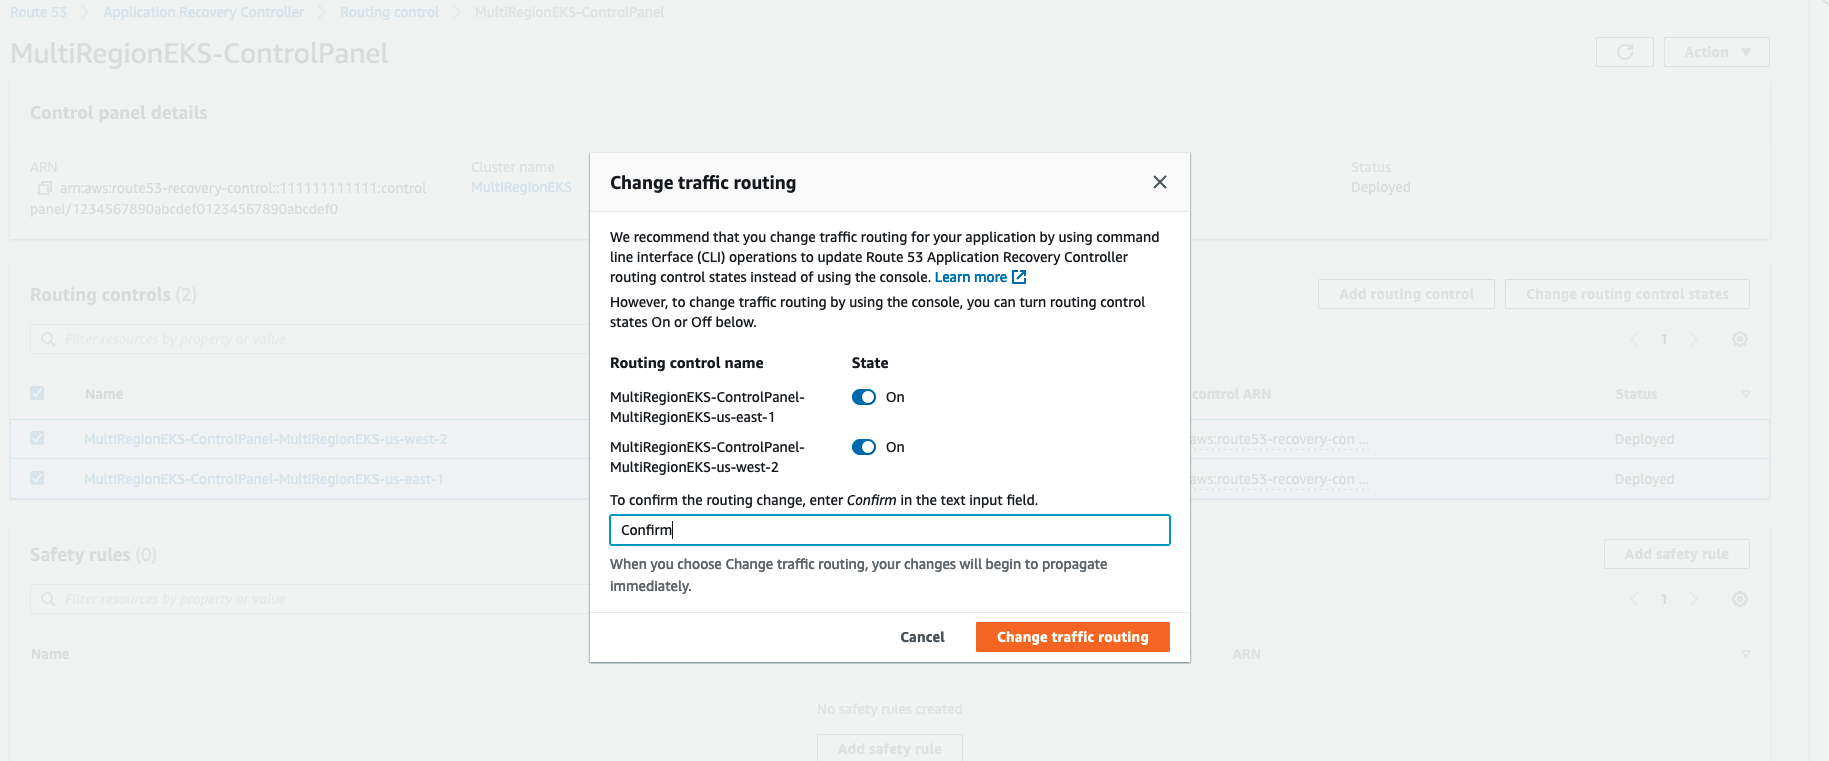 Route 53 > Application Recovery Controller > Routing control > MultiRegionEKS-ControlPanel
MultiRegionEKS-ControlPanel
Action
Control panel details
ARN
arn:aws:route53-recovery-control::111111111111:control
panel/1234567890abcdef01234567890abcdef0
Cluster name
MultiRegionEKS
Status
Deployed
Routing controls (2)
Add routing control
Change routing control states
Filter resources by property or value
1
Name
control ARN
Status
MultiRegionEKS-ControlPanel-MultiRegionEKS-us-west-2
aws:route53-recovery-con ...
Deployed
MultiRegionEKS-ControlPanel-MultiRegionEKS-us-east-1
aws:route53-recovery-con ...
Deployed
Safety rules (0)
Add safety rule
Filter resources by property or value
1
Name
ARN
No safety rules created
Add safety rule
Change traffic routing
We recommend that you change traffic routing for your application by using command
line interface (CLI) operations to update Route 53 Application Recovery Controller
routing control states instead of using the console. Learn more
However, to change traffic routing by using the console, you can turn routing control
states On or Off below.
Routing control name
State
MultiRegionEKS-ControlPanel-
MultiRegionEKS-us-east-1
On
MultiRegionEKS-ControlPanel-
MultiRegionEKS-us-west-2
On
To confirm the routing change, enter Confirm in the text input field.
Confirm
When you choose Change traffic routing, your changes will begin to propagate
immediately.
Cancel
Change traffic routing